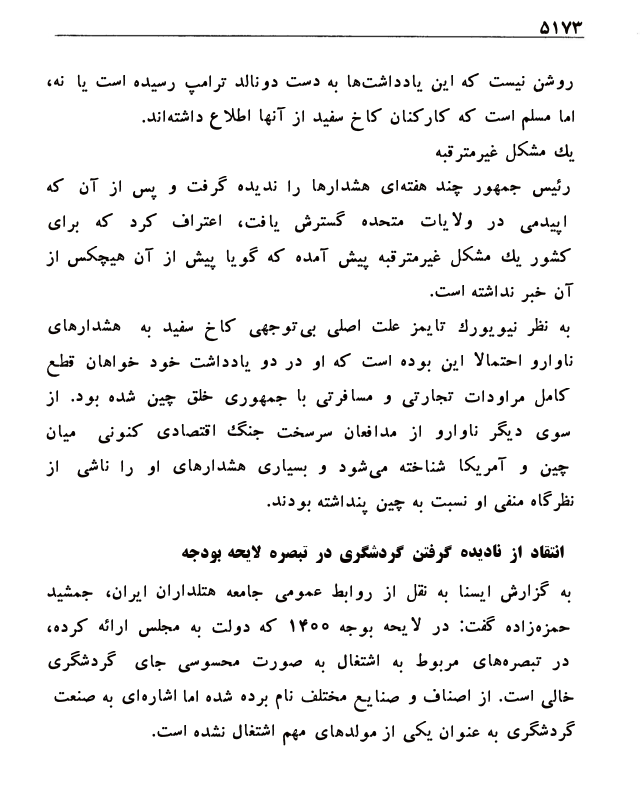 ۵۱۷۳
روشن نیست که این یادداشت‌ها به دست دونالد ترامپ رسیده است یا نه،
اما مسلم است که کارکنان کاخ سفید از آنها اطلاع داشته‌اند.
یك مشکل غیرمترقبه
رئیس جمهور چند هفته‌ای هشدارها را ندیده گرفت و پس از آن که
اپیدمی در ولایات متحده گسترش یافت، اعتراف کرد که برای
کشور یك مشکل غیرمترقبه پیش آمده که گویا پیش از آن هیچکس از
آن خبر نداشته است.
به نظر نیویورك تایمز علت اصلی بی‌توجهی کاخ سفید به هشدارهای
ناوارو احتمالا این بوده است که او در دو یادداشت خود خواهان قطع
کامل مراودات تجارتی و مسافرتی با جمهوری خلق چین شده بود. از
سوی دیگر ناوارو از مدافعان سرسخت جنگ اقتصادی کنونی میان
چین و آمریکا شناخته می‌شود و بسیاری هشدارهای او را ناشی از
نظرگاه منفی او نسبت به چین پنداشته بودند.
انتقاد از نادیده گرفتن گردشگری در تبصره لایحه بودجه
به گزارش ایسنا به نقل از روابط عمومی جامعه هتلداران ایران، جمشید
حمزه‌زاده گفت: در لایحه بوجه ۱۴۰۰ که دولت به مجلس ارائه کرده،
در تبصره‌های مربوط به اشتغال به صورت محسوسی جای گردشگری
خالی است. از اصناف و صنایع مختلف نام برده شده اما اشاره‌ای به صنعت
گردشگری به عنوان یکی از مولدهای مهم اشتغال نشده است.